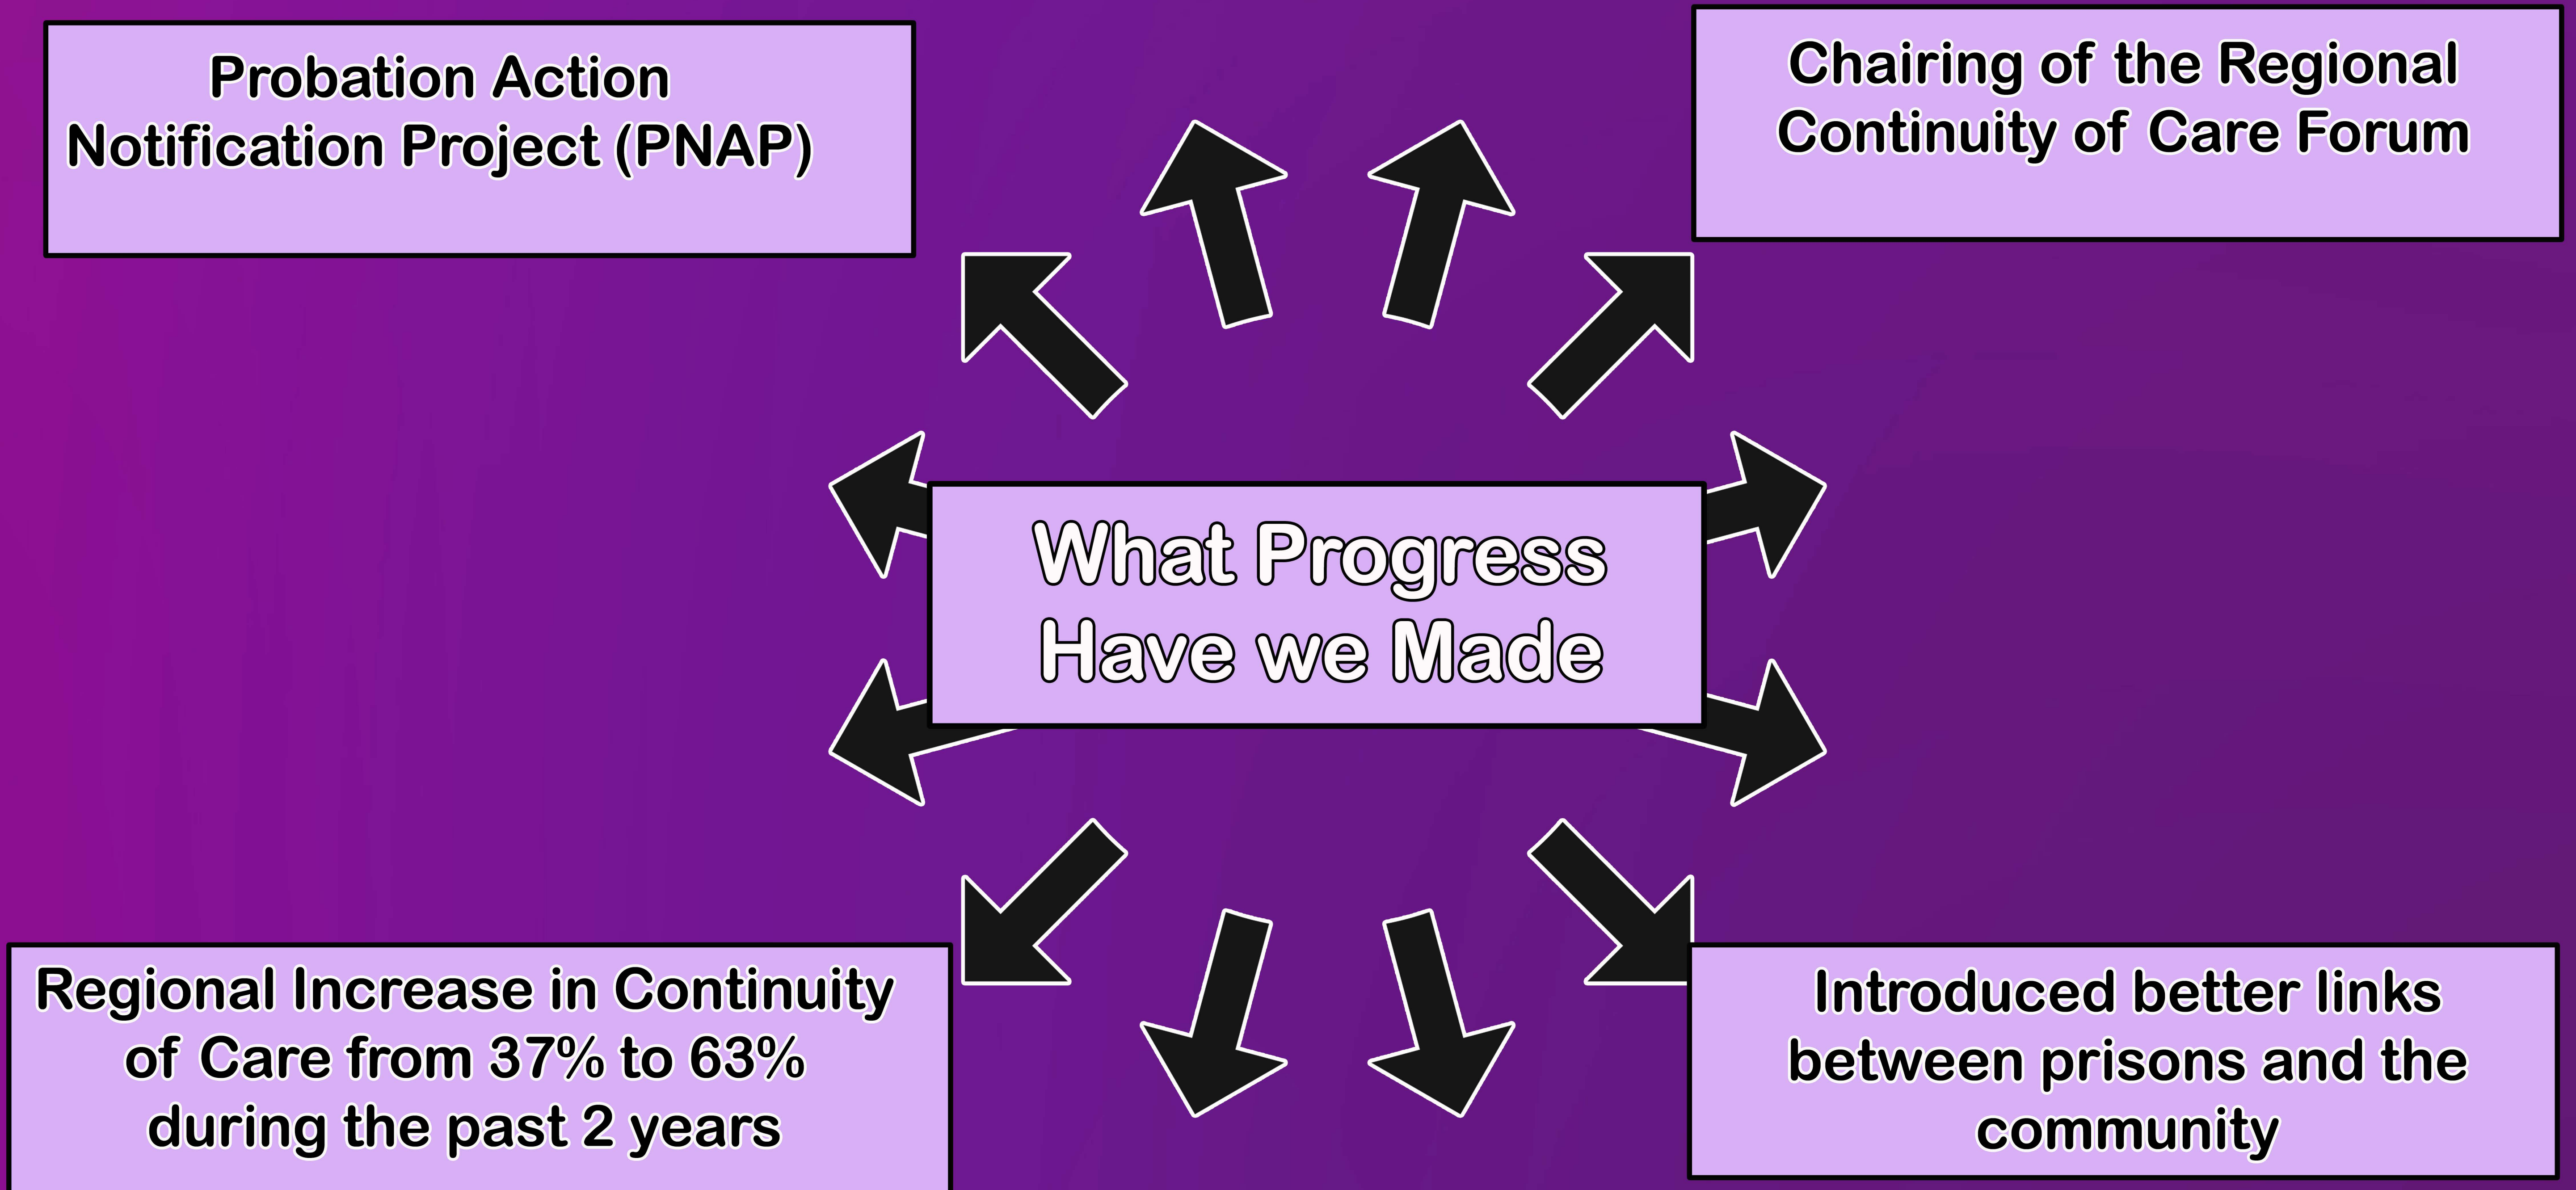 Probation Action
Notification Project (PNAP)
Chairing of the Regional
Continuity of Care Forum
What Progress
Have we Made
Regional Increase in Continuity
of Care from 37% to 63%
during the past 2 years
Introduced better links
between prisons and the
community